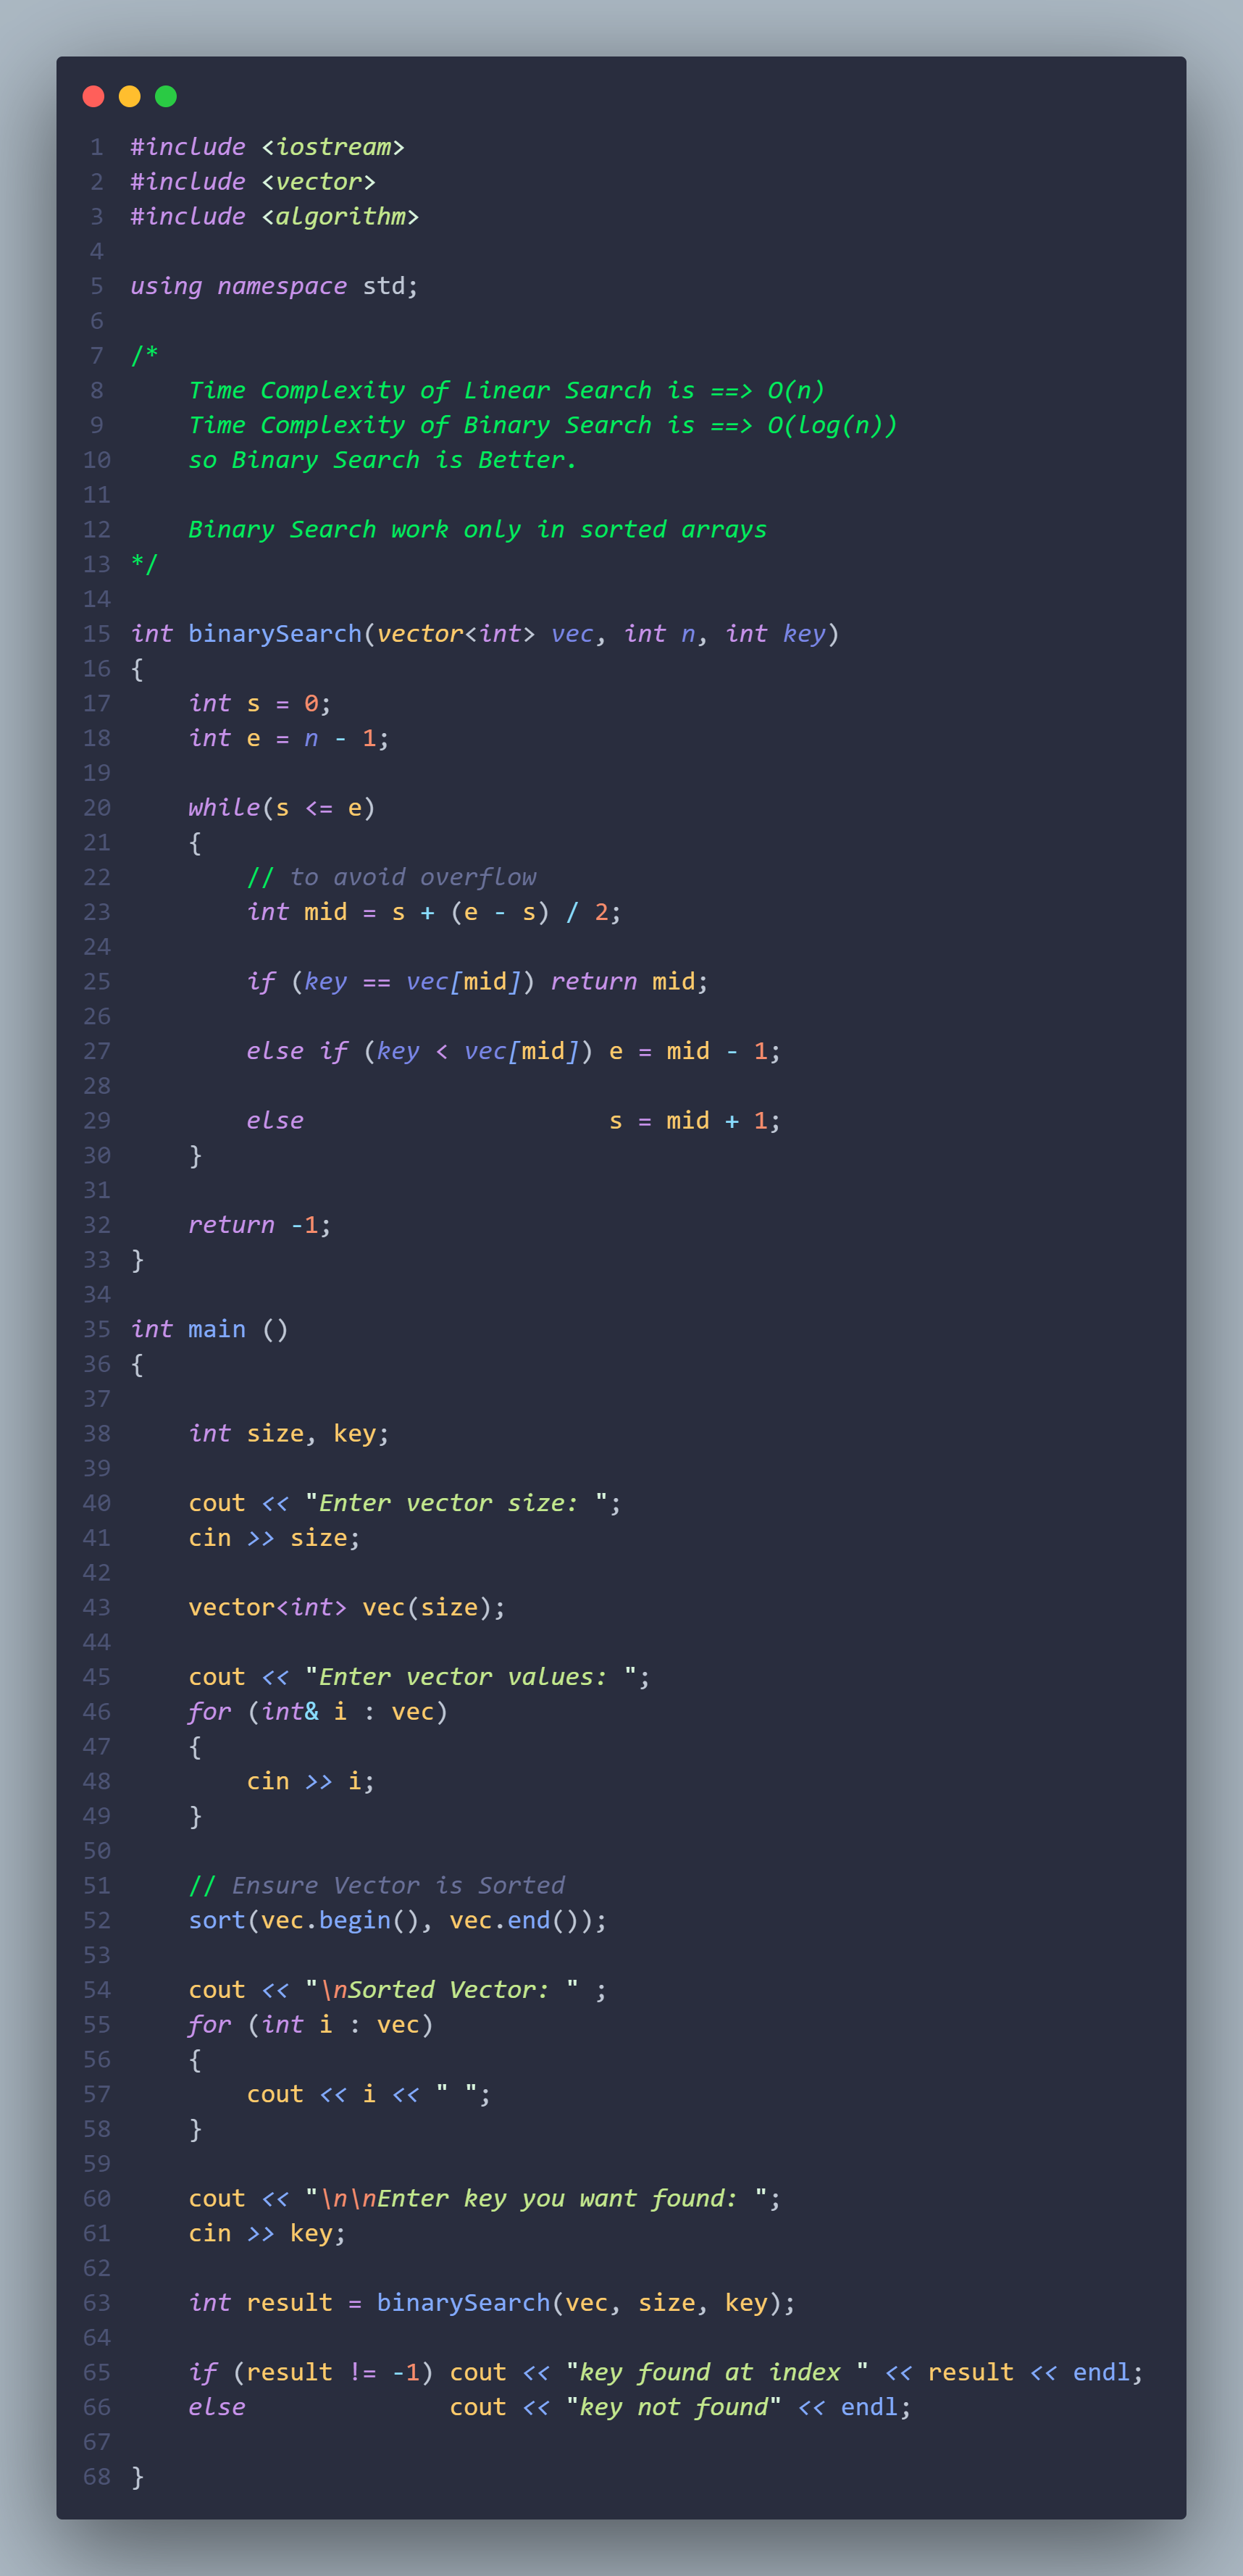 1 #include <iostream>
2 #include <vector>
3 #include <algorithm>
4
5 using namespace std;
6
7 /*
8     Time Complexity of Linear Search is ==> O(n)
9     Time Complexity of Binary Search is ==> O(log(n))
10     so Binary Search is Better.
11
12     Binary Search work only in sorted arrays
13 */
14
15 int binarySearch(vector<int> vec, int n, int key)
16 {
17     int s = 0;
18     int e = n - 1;
19
20     while(s <= e)
21     {
22         // to avoid overflow
23         int mid = s + (e - s) / 2;
24
25         if (key == vec[mid]) return mid;
26
27         else if (key < vec[mid]) e = mid - 1;
28
29         else                     s = mid + 1;
30     }
31
32     return -1;
33 }
34
35 int main ()
36 {
37
38     int size, key;
39
40     cout << "Enter vector size: ";
41     cin >> size;
42
43     vector<int> vec(size);
44
45     cout << "Enter vector values: ";
46     for (int& i : vec)
47     {
48         cin >> i;
49     }
50
51     // Ensure Vector is Sorted
52     sort(vec.begin(), vec.end());
53
54     cout << "\nSorted Vector: " ;
55     for (int i : vec)
56     {
57         cout << i << " ";
58     }
59
60     cout << "\n\nEnter key you want found: ";
61     cin >> key;
62
63     int result = binarySearch(vec, size, key);
64
65     if (result != -1) cout << "key found at index " << result << endl;
66     else              cout << "key not found" << endl;
67
68 }